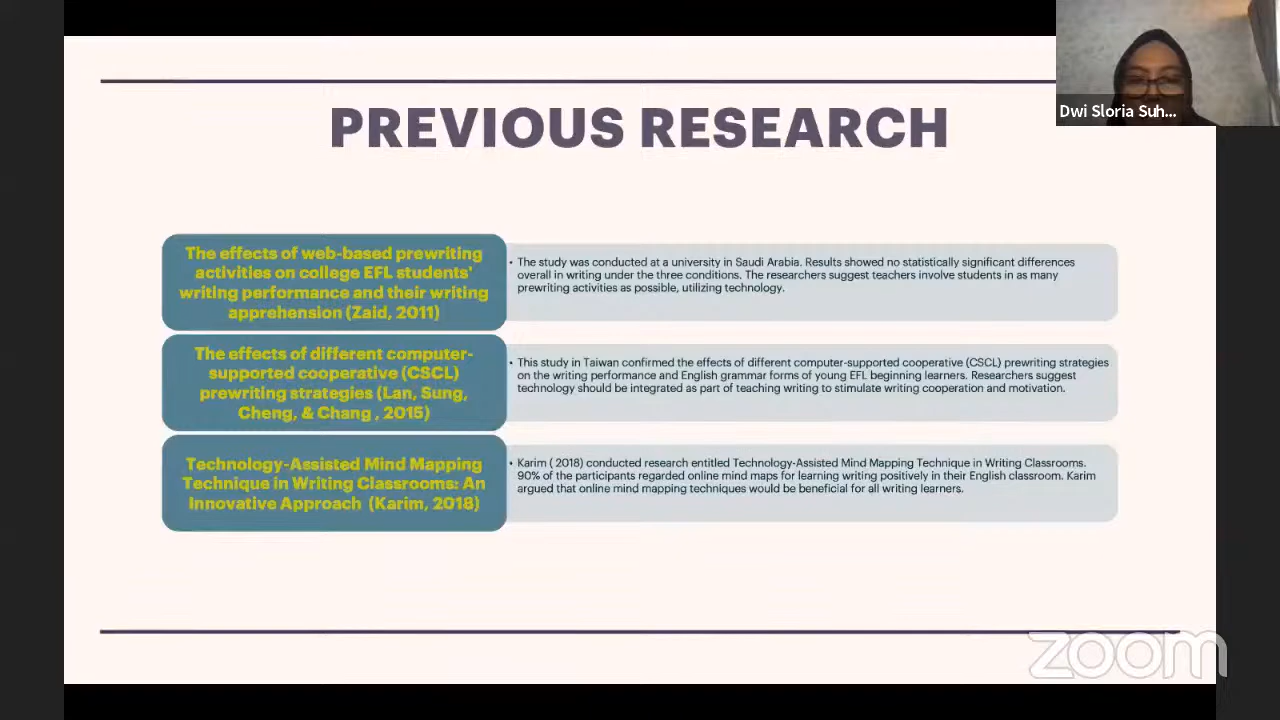 PREVIOUS RESEARCH
Dwi Sloria Suh...
The effects of web-based prewriting
activities on college EFL students'
writing performance and their writing
apprehension (Zaid, 2011)
• The study was conducted at a university in Saudi Arabia. Results showed no statistically significant differences
overall in writing under the three conditions. The researchers suggest teachers involve students in as many
prewriting activities as possible, utilizing technology.
The effects of different computer-
supported cooperative (CSCL)
prewriting strategies (Lan, Sung,
Cheng, & Chang , 2015)
• This study in Taiwan confirmed the effects of different computer-supported cooperative (CSCL) prewriting strategies
on the writing performance and English grammar forms of young EFL beginning learners. Researchers suggest
technology should be integrated as part of teaching writing to stimulate writing cooperation and motivation.
Technology-Assisted Mind Mapping
Technique in Writing Classrooms: An
Innovative Approach (Karim, 2018)
• Karim ( 2018) conducted research entitled Technology-Assisted Mind Mapping Technique in Writing Classrooms.
90% of the participants regarded online mind maps for learning writing positively in their English classroom. Karim
argued that online mind mapping techniques would be beneficial for all writing learners.
zoom